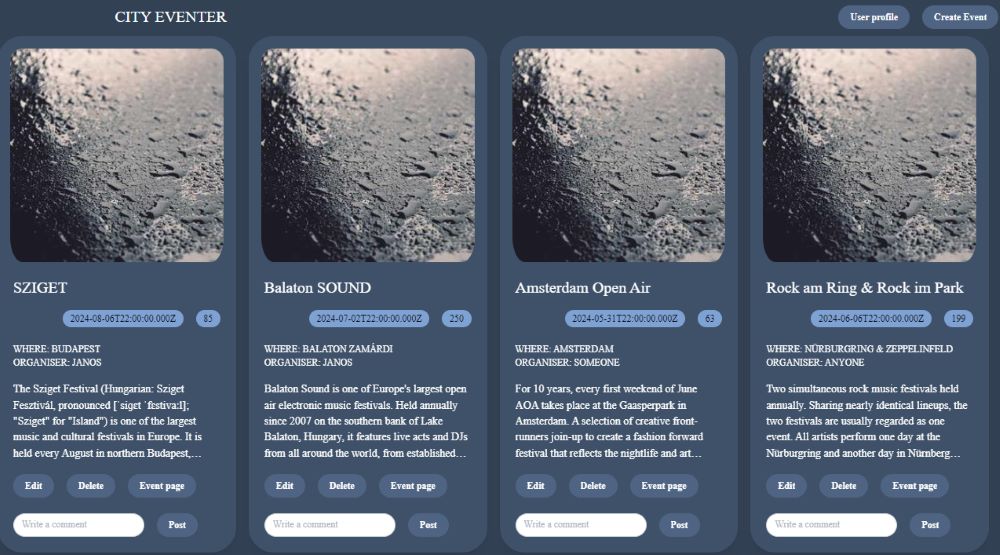 CITY EVENTER
User profile
Create Event
SZIGET
2024-08-06T22:00:00.000Z
85
WHERE: BUDAPEST
ORGANISER: JANOS
The Sziget Festival (Hungarian: Sziget
Fesztivál, pronounced [ˈsiɡɛt ˈfɛstivaːl];
"Sziget" for "Island") is one of the largest
music and cultural festivals in Europe. It is
held every August in northern Budapest,…
Edit
Delete
Event page
Write a comment
Post
Balaton SOUND
2024-07-02T22:00:00.000Z
250
WHERE: BALATON ZAMÁRDI
ORGANISER: JANOS
Balaton Sound is one of Europe's largest open
air electronic music festivals. Held annually
since 2007 on the southern bank of Lake
Balaton, Hungary, it features live acts and DJs
from all around the world, from established…
Edit
Delete
Event page
Write a comment
Post
Amsterdam Open Air
2024-05-31T22:00:00.000Z
63
WHERE: AMSTERDAM
ORGANISER: SOMEONE
For 10 years, every first weekend of June
AOA takes place at the Gaasperpark in
Amsterdam. A selection of creative front-
runners join-up to create a fashion forward
festival that reflects the nightlife and art…
Edit
Delete
Event page
Write a comment
Post
Rock am Ring & Rock im Park
2024-06-06T22:00:00.000Z
199
WHERE: NÜRBURGRING & ZEPPELINFELD
ORGANISER: ANYONE
Two simultaneous rock music festivals held
annually. Sharing nearly identical lineups, the
two festivals are usually regarded as one
event. All artists perform one day at the
Nürburgring and another day in Nürnberg…
Edit
Delete
Event page
Write a comment
Post